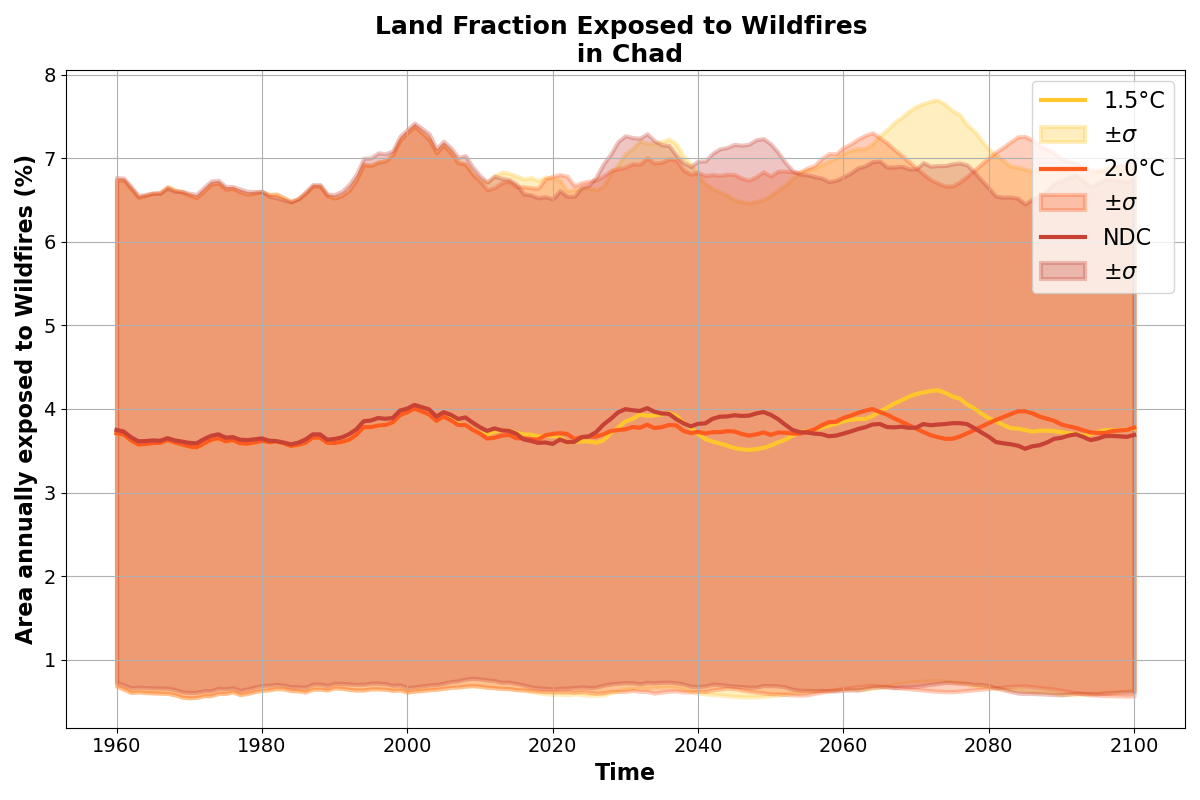 Land Fraction Exposed to Wildfires
in Chad
Area annually exposed to Wildfires (%)
8
7
6
5
4
3
2
1
1.5°C
±σ
2.0°C
±σ
NDC
±σ
1960
1980
2000
2020
2040
2060
2080
2100
Time